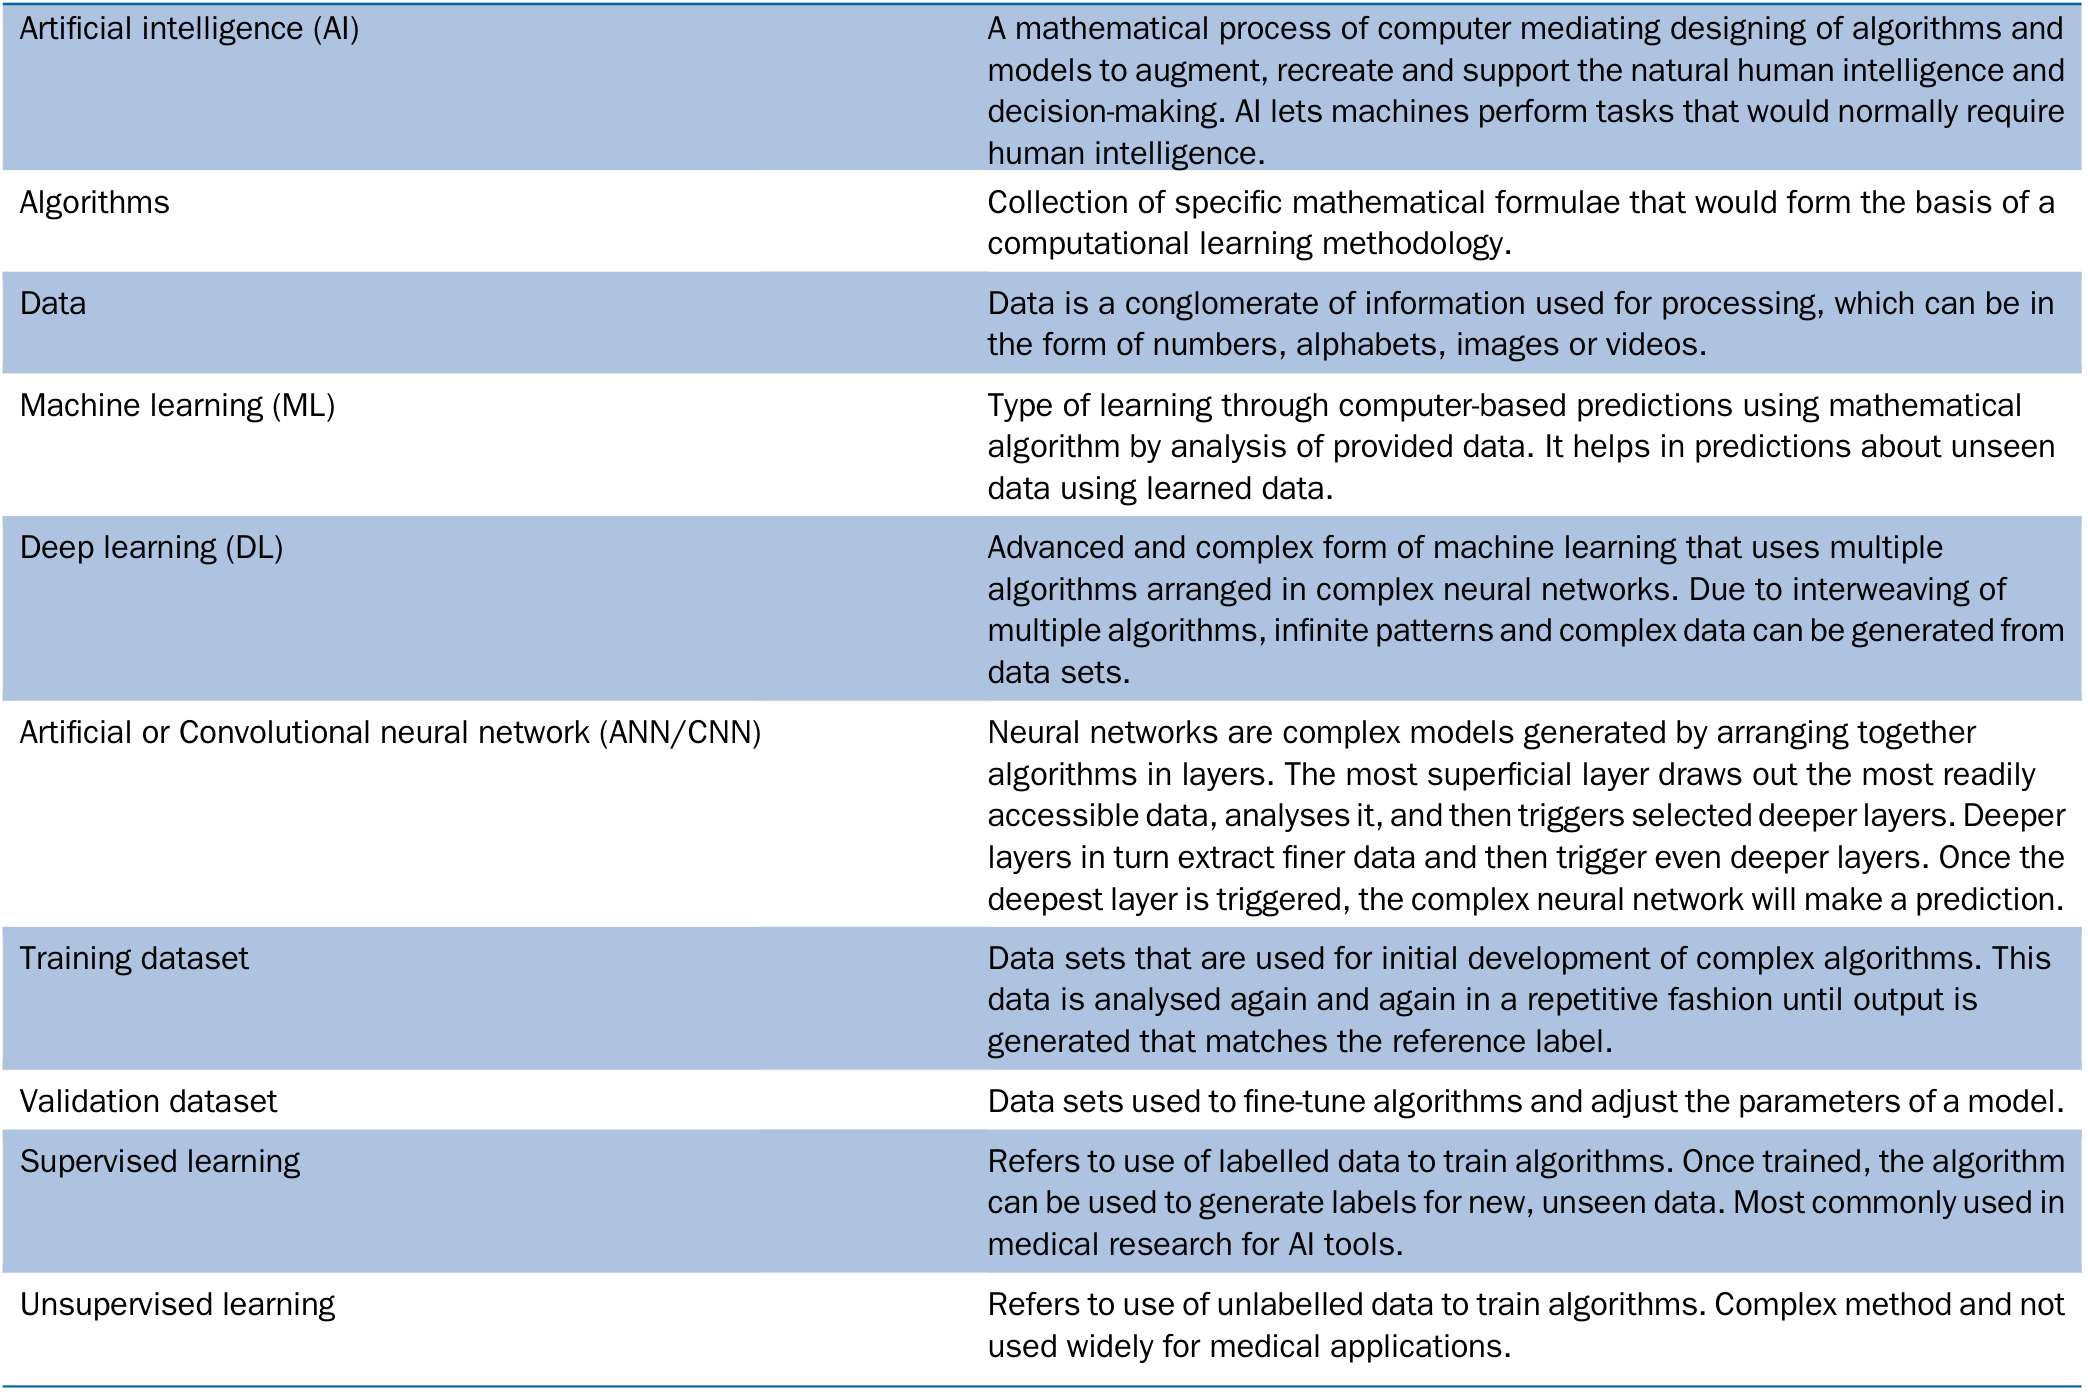 Artificial intelligence (AI)
A mathematical process of computer mediating designing of algorithms and
models to augment, recreate and support the natural human intelligence and
decision-making. AI lets machines perform tasks that would normally require
human intelligence.
Algorithms
Collection of specific mathematical formulae that would form the basis of a
computational learning methodology.
Data
Data is a conglomerate of information used for processing, which can be in
the form of numbers, alphabets, images or videos.
Machine learning (ML)
Type of learning through computer-based predictions using mathematical
algorithm by analysis of provided data. It helps in predictions about unseen
data using learned data.
Deep learning (DL)
Advanced and complex form of machine learning that uses multiple
algorithms arranged in complex neural networks. Due to interweaving of
multiple algorithms, infinite patterns and complex data can be generated from
data sets.
Artificial or Convolutional neural network (ANN/CNN)
Neural networks are complex models generated by arranging together
algorithms in layers. The most superficial layer draws out the most readily
accessible data, analyses it, and then triggers selected deeper layers. Deeper
layers in turn extract finer data and then trigger even deeper layers. Once the
deepest layer is triggered, the complex neural network will make a prediction.
Training dataset
Data sets that are used for initial development of complex algorithms. This
data is analysed again and again in a repetitive fashion until output is
generated that matches the reference label.
Validation dataset
Data sets used to fine-tune algorithms and adjust the parameters of a model.
Supervised learning
Refers to use of labelled data to train algorithms. Once trained, the algorithm
can be used to generate labels for new, unseen data. Most commonly used in
medical research for AI tools.
Unsupervised learning
Refers to use of unlabelled data to train algorithms. Complex method and not
used widely for medical applications.